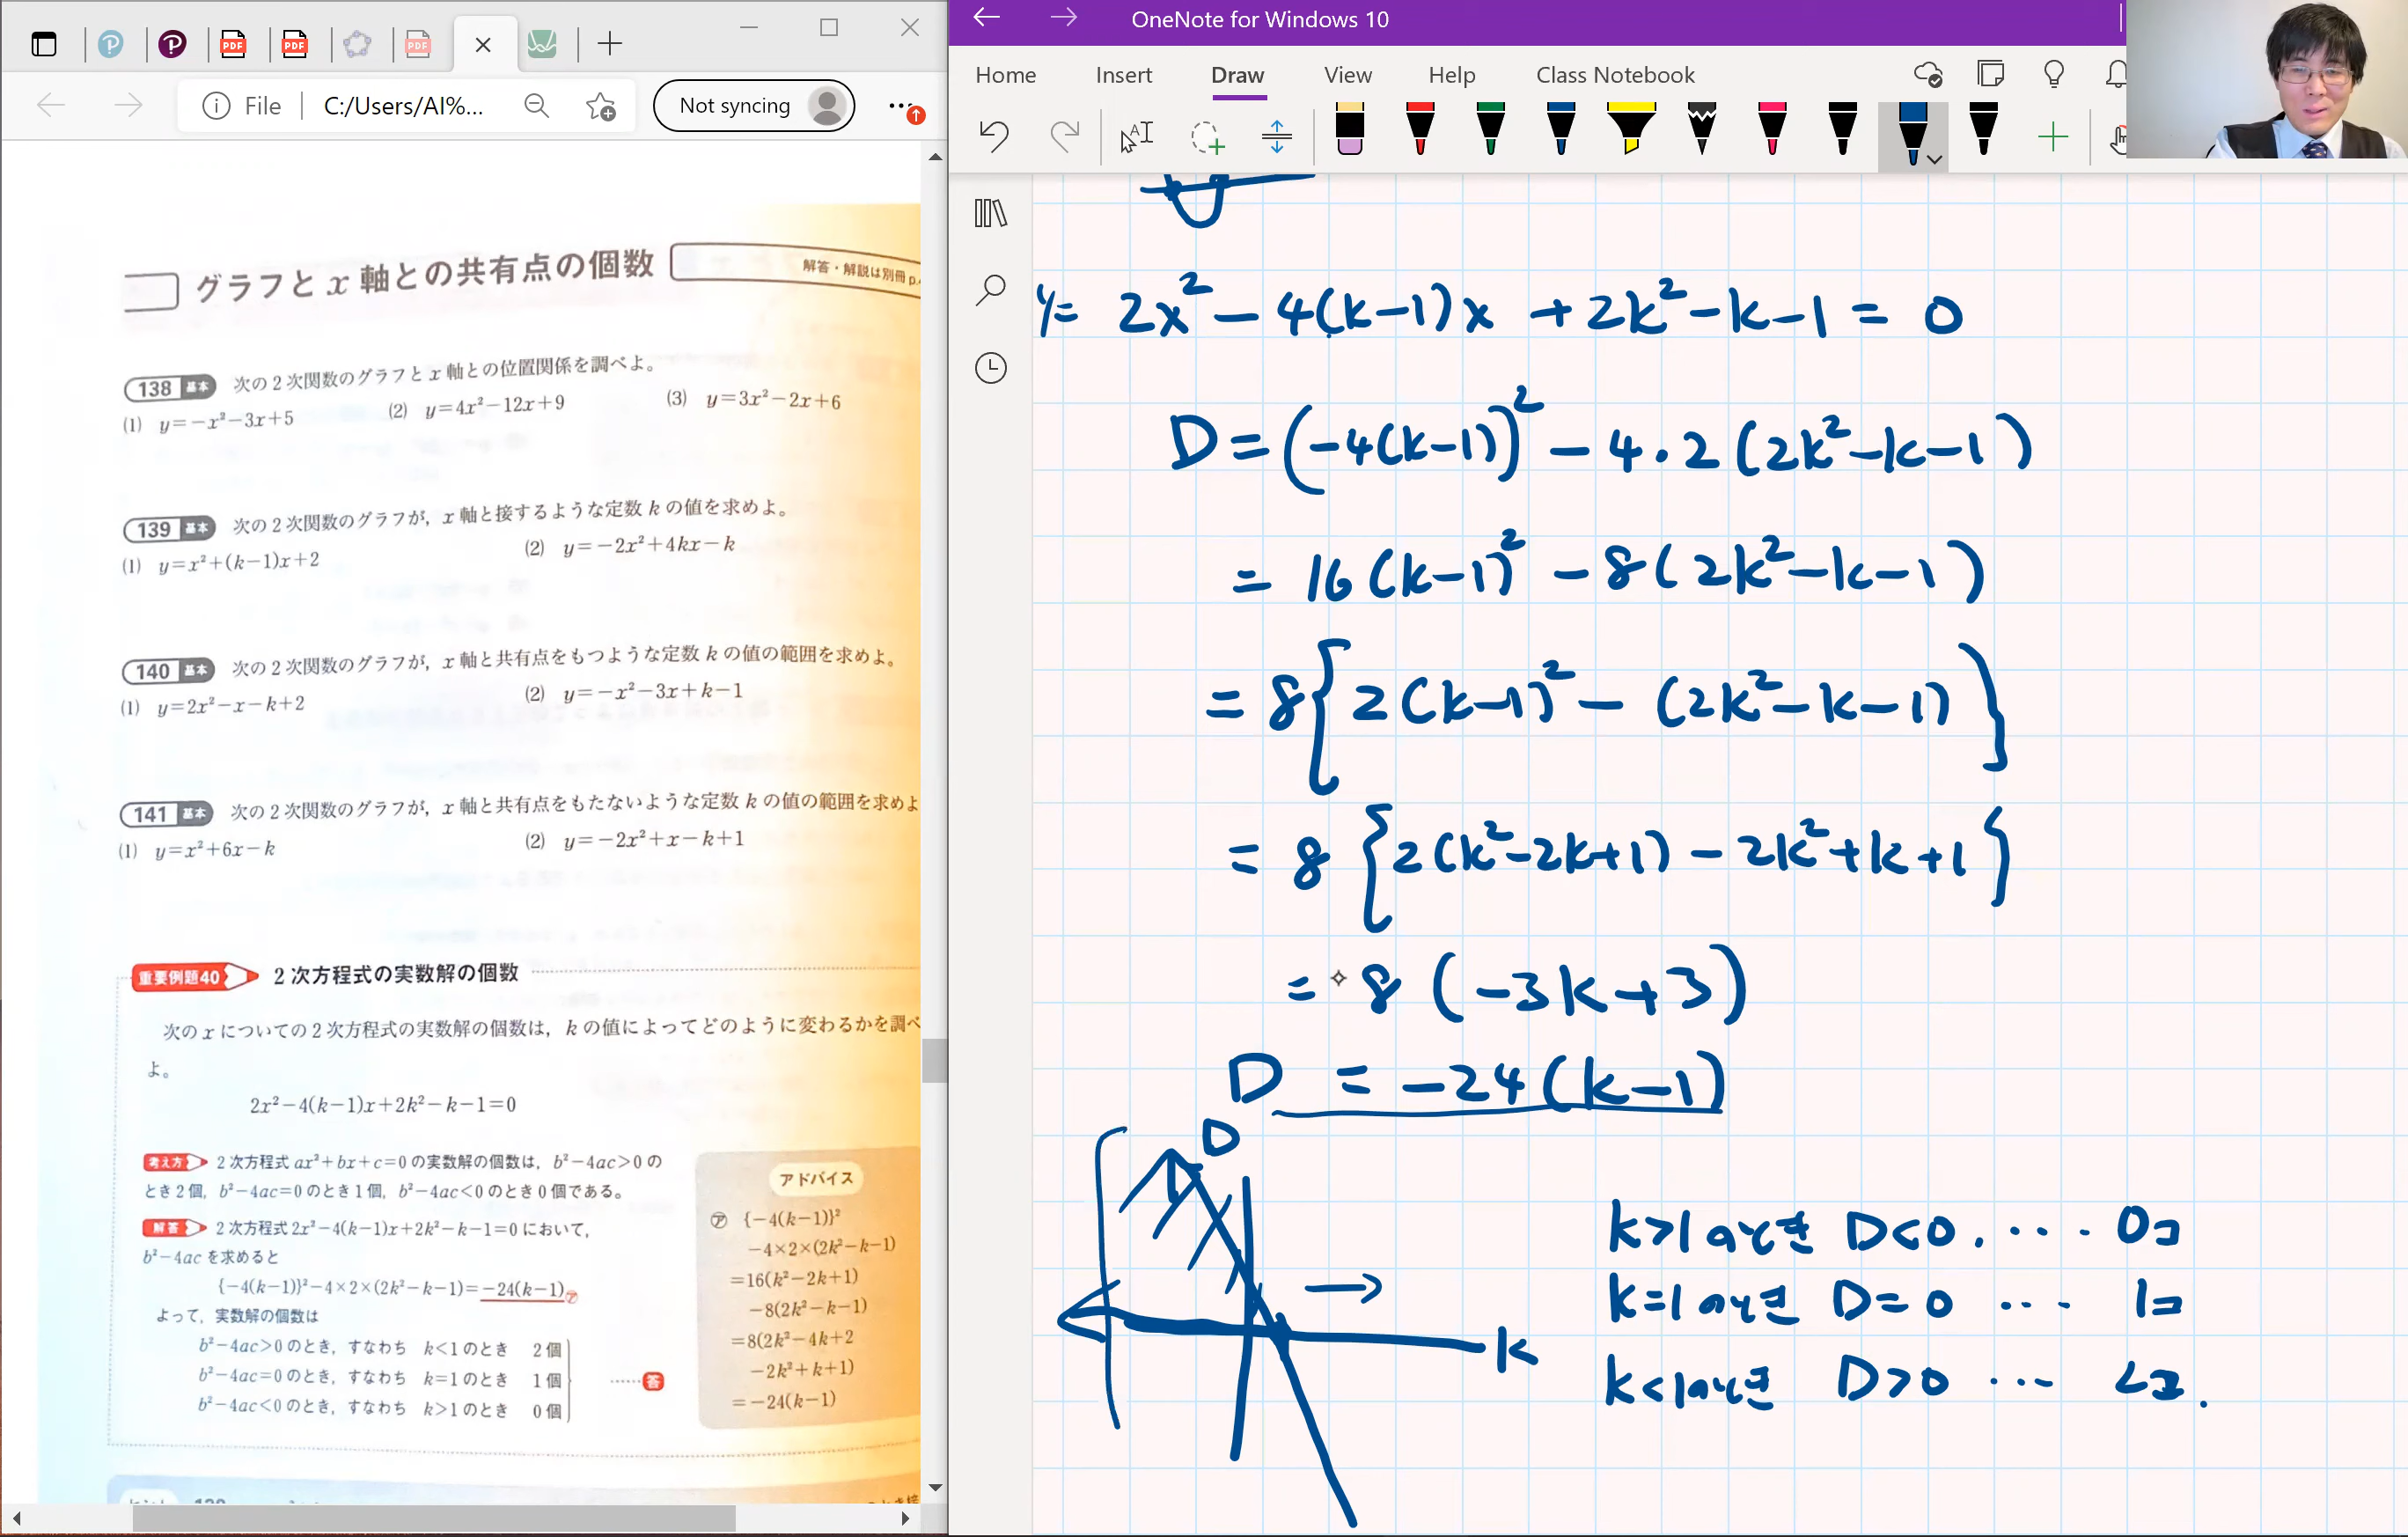 File C:/Users/AI%... Not syncing
グラフとx軸との共有点の個数
解答・解説は別冊p.
138 基本 次の2次関数のグラフとx軸との位置関係を調べよ。
(1) y=−x²−3x+5 (2) y=4x²−12x+9 (3) y=3x²−2x+6
139 基本 次の2次関数のグラフが，x軸と接するような定数kの値を求めよ。
(1) y=x²+(k−1)x+2 (2) y=−2x²+4kx−k
140 基本 次の2次関数のグラフが，x軸と共有点をもつような定数kの値の範囲を求めよ。
(1) y=2x²−x−k+2 (2) y=−x²−3x+k−1
141 基本 次の2次関数のグラフが，x軸と共有点をもたないような定数kの値の範囲を求めよ
(1) y=x²+6x−k (2) y=−2x²+x−k+1
重要例題40 2次方程式の実数解の個数
次のxについての2次方程式の実数解の個数は，kの値によってどのように変わるかを調べ
よ。
2x²−4(k−1)x+2k²−k−1=0
考え方 2次方程式ax²+bx+c=0の実数解の個数は，b²−4ac>0の
とき2個，b²−4ac=0のとき1個，b²−4ac<0のとき0個である。
解答 2次方程式2x²−4(k−1)x+2k²−k−1=0において，
b²−4acを求めると
{−4(k−1)}²−4×2×(2k²−k−1)=−24(k−1)㋐
よって，実数解の個数は
b²−4ac>0のとき，すなわち k<1のとき 2個
b²−4ac=0のとき，すなわち k=1のとき 1個 ……答
b²−4ac<0のとき，すなわち k>1のとき 0個
アドバイス
㋐ {−4(k−1)}²
−4×2×(2k²−k−1)
=16(k²−2k+1)
−8(2k²−k−1)
=8(2k²−4k+2
−2k²+k+1)
=−24(k−1)
OneNote for Windows 10
Home Insert Draw View Help Class Notebook
y= 2x²−4(k−1)x+2k²−k−1=0
D=(−4(k−1))²−4・2(2k²−k−1)
=16(k−1)²−8(2k²−k−1)
=8{2(k−1)²−(2k²−k−1)}
=8{2(k²−2k+1)−2k²+k+1}
=8(−3k+3)
D=−24(k−1)
D
k
k>1のとき D<0. …. 0コ
k=1のとき D=0 … 1コ
k<1のとき D>0 … 2コ.